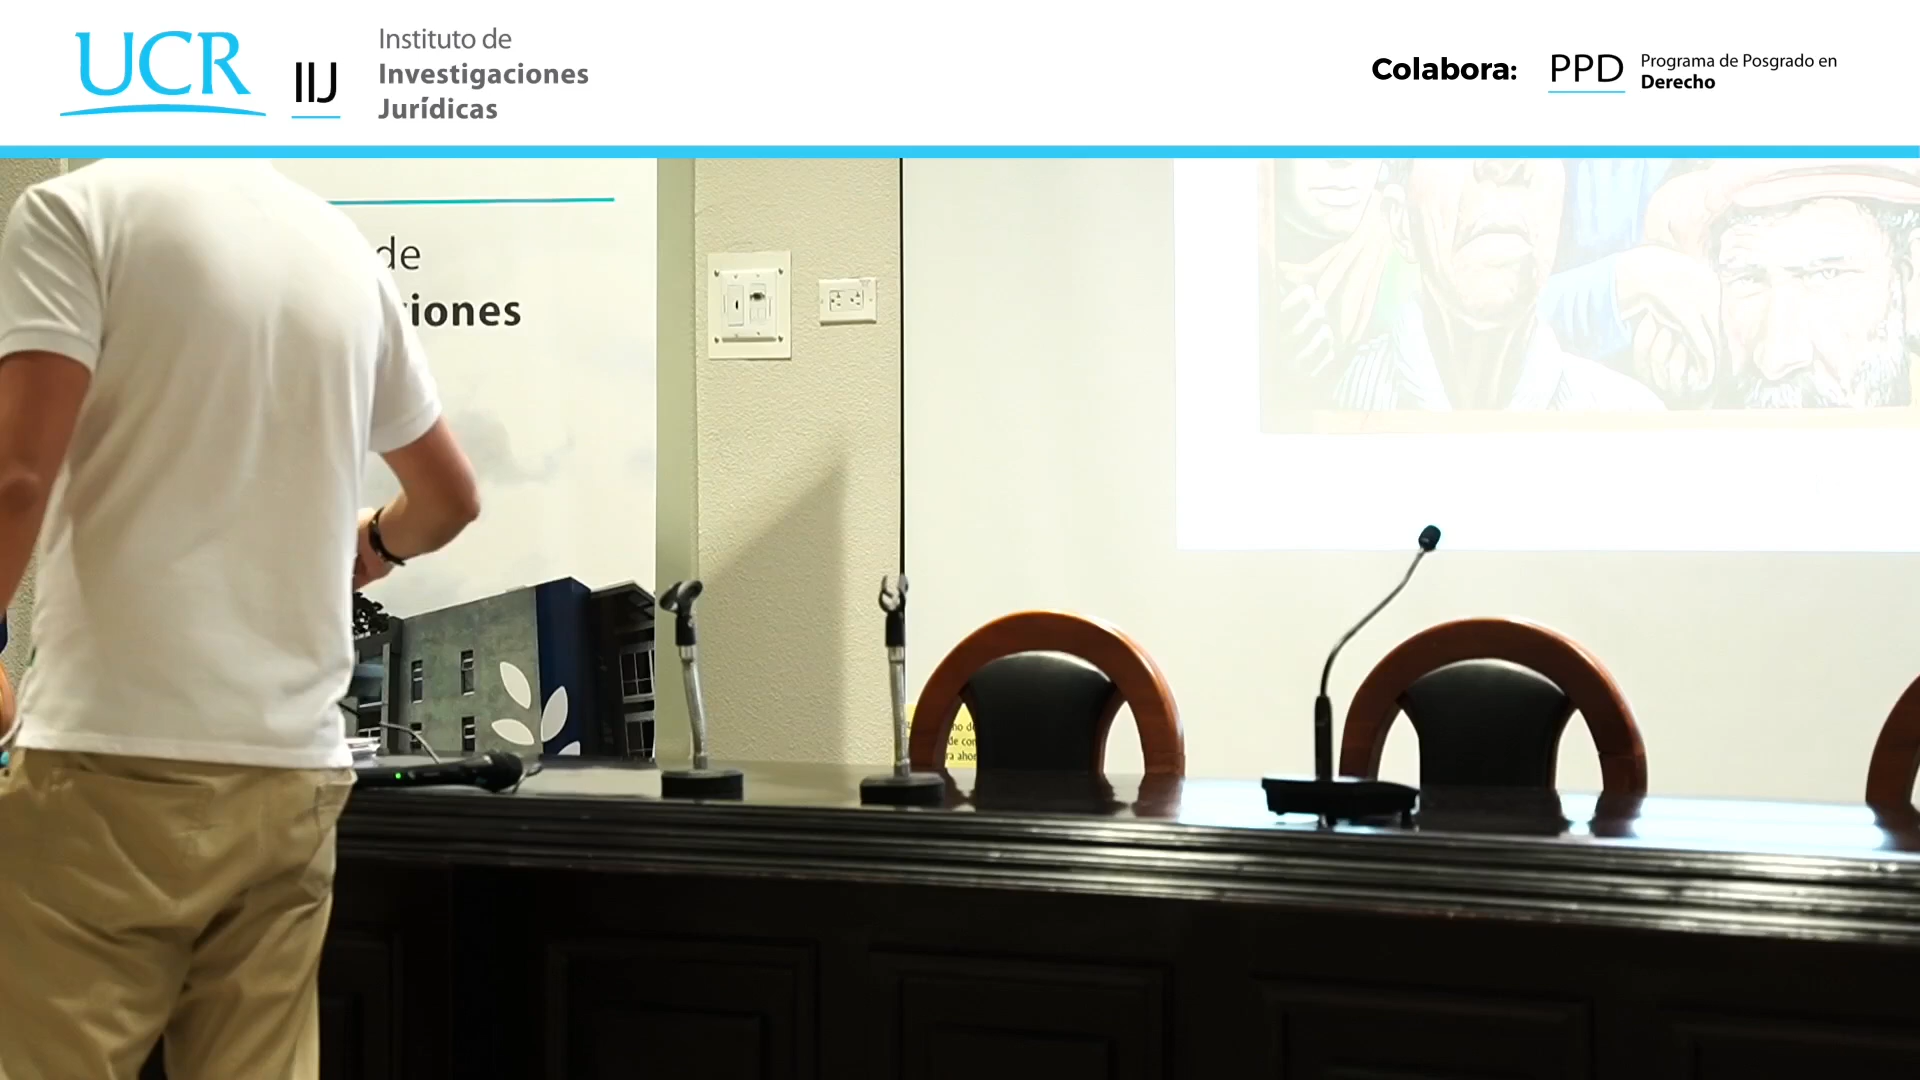 UCR
IIJ
Instituto de
Investigaciones
Jurídicas
Colabora:
PPD
Programa de Posgrado en
Derecho
de
iones